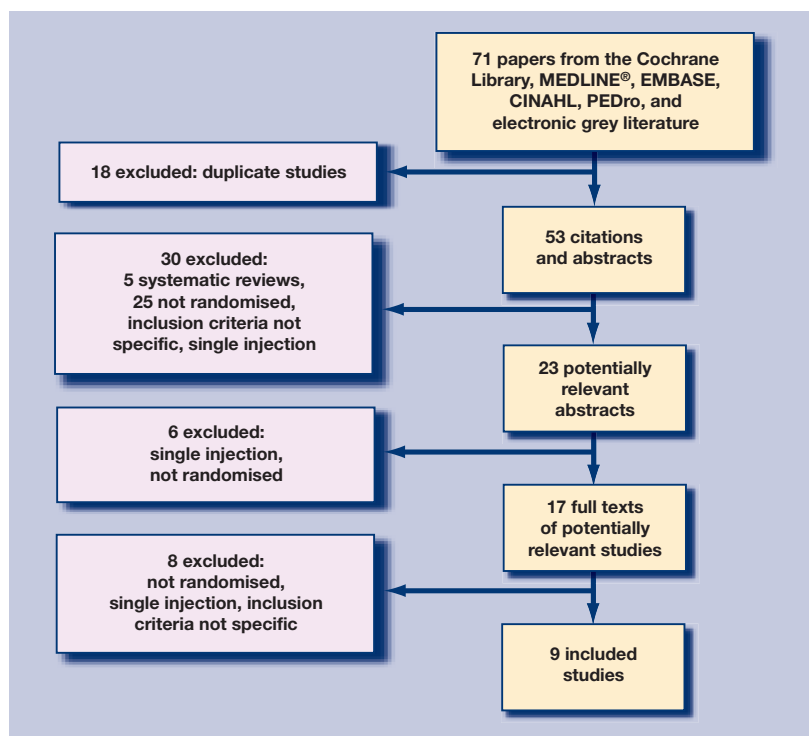 71 papers from the Cochrane
Library, MEDLINE®, EMBASE,
CINAHL, PEDro, and
electronic grey literature
18 excluded: duplicate studies
53 citations
and abstracts
30 excluded:
5 systematic reviews,
25 not randomised,
inclusion criteria not
specific, single injection
23 potentially
relevant
abstracts
6 excluded:
single injection,
not randomised
17 full texts
of potentially
relevant studies
8 excluded:
not randomised,
single injection, inclusion
criteria not specific
9 included
studies